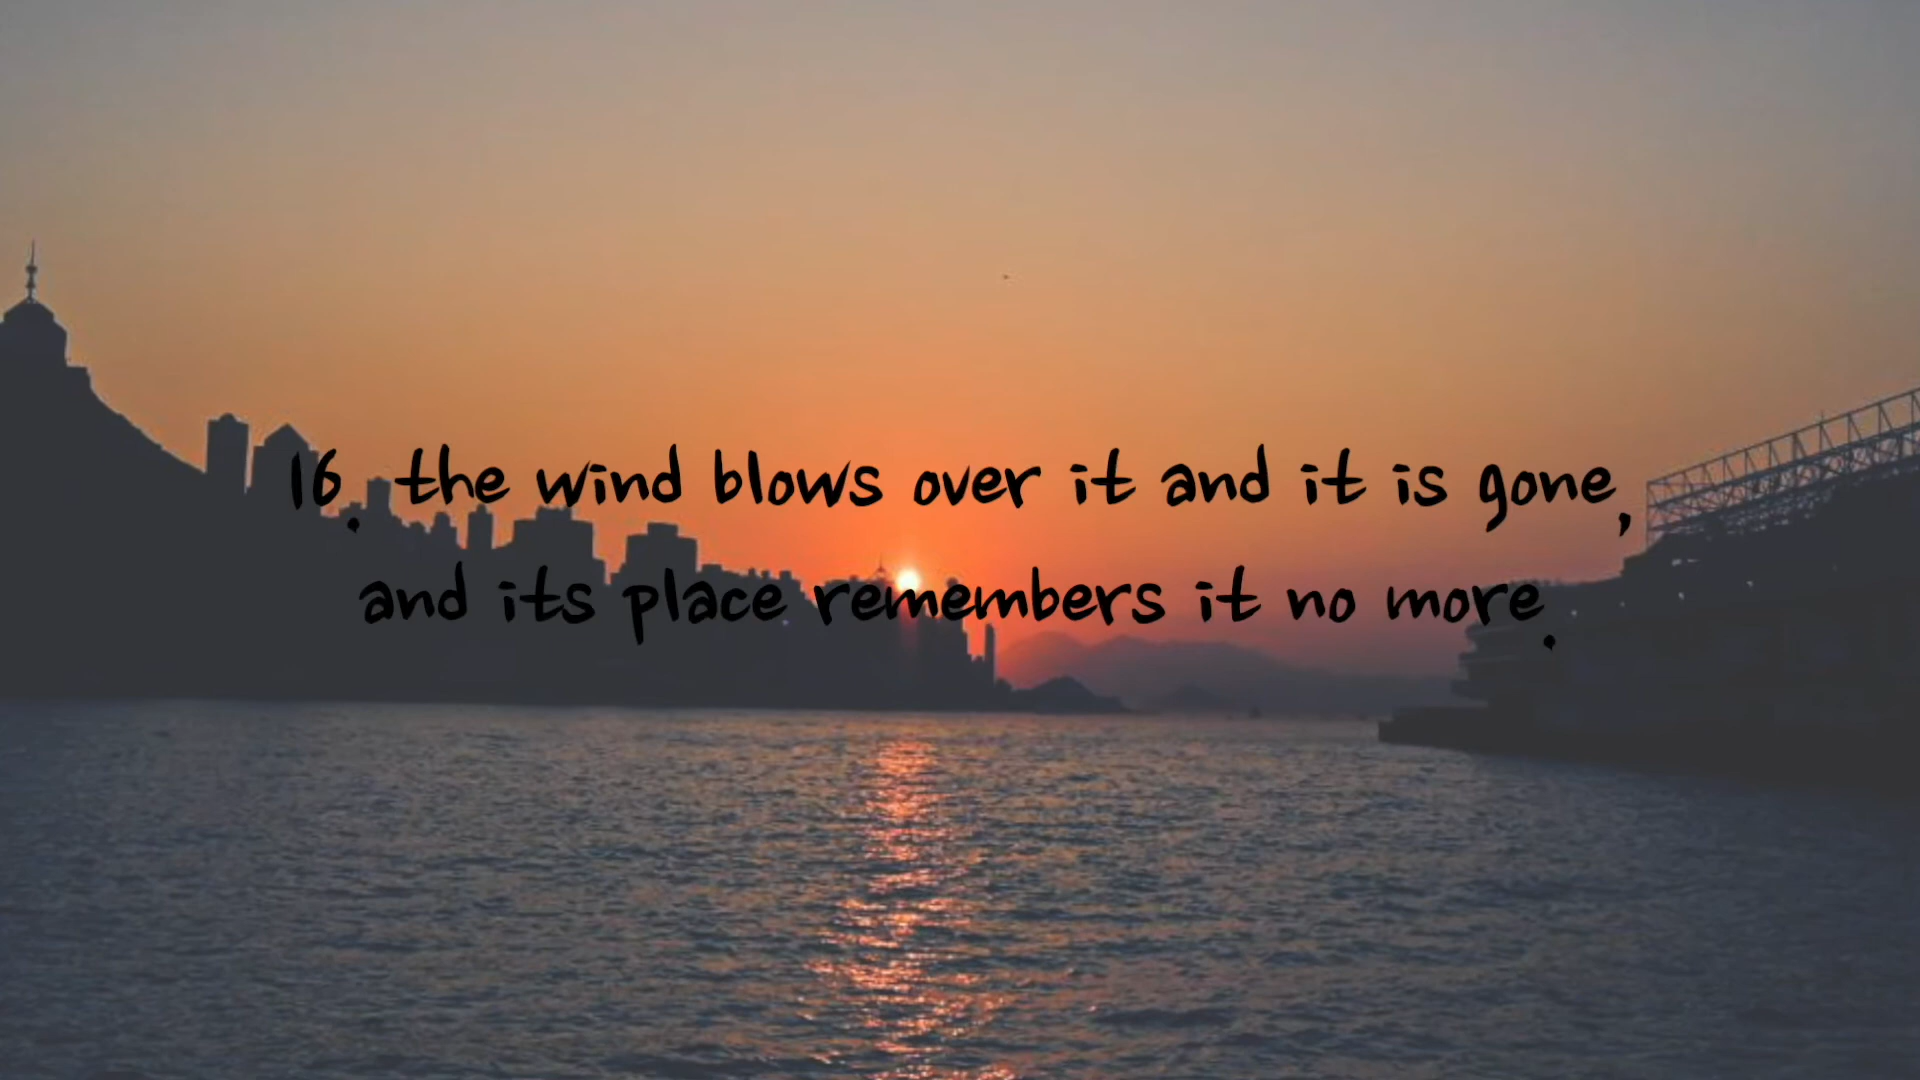 16. the wind blows over it and it is gone,
and its place remembers it no more.